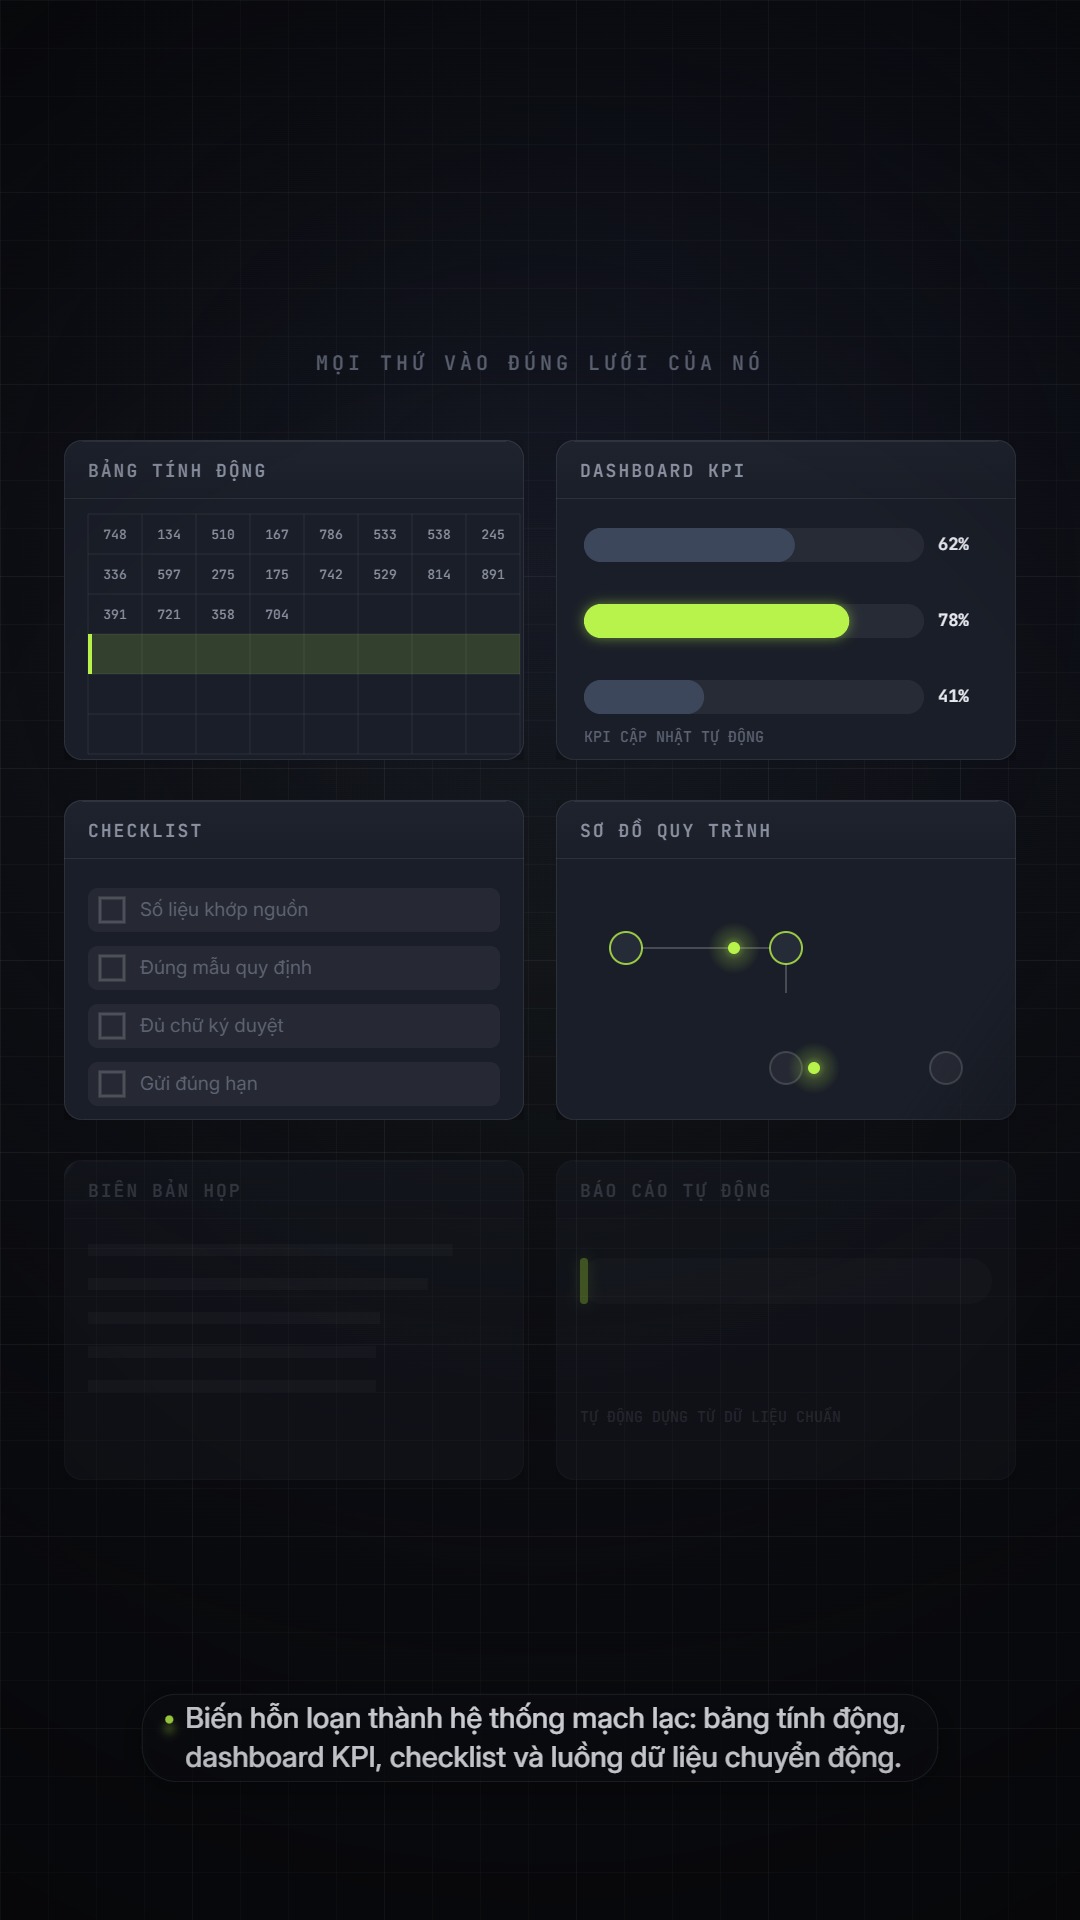 MỌI THỨ VÀO ĐÚNG LƯỚI CỦA NÓ
BẢNG TÍNH ĐỘNG
748 134 510 167 786 533 538 245
336 597 275 175 742 529 814 891
391 721 358 704
DASHBOARD KPI
62%
78%
41%
KPI CẬP NHẬT TỰ ĐỘNG
CHECKLIST
Số liệu khớp nguồn
Đúng mẫu quy định
Đủ chữ ký duyệt
Gửi đúng hạn
SƠ ĐỒ QUY TRÌNH
BIÊN BẢN HỌP
BÁO CÁO TỰ ĐỘNG
TỰ ĐỘNG DỰNG TỪ DỮ LIỆU CHUẨN
Biến hỗn loạn thành hệ thống mạch lạc: bảng tính động,
dashboard KPI, checklist và luồng dữ liệu chuyển động.